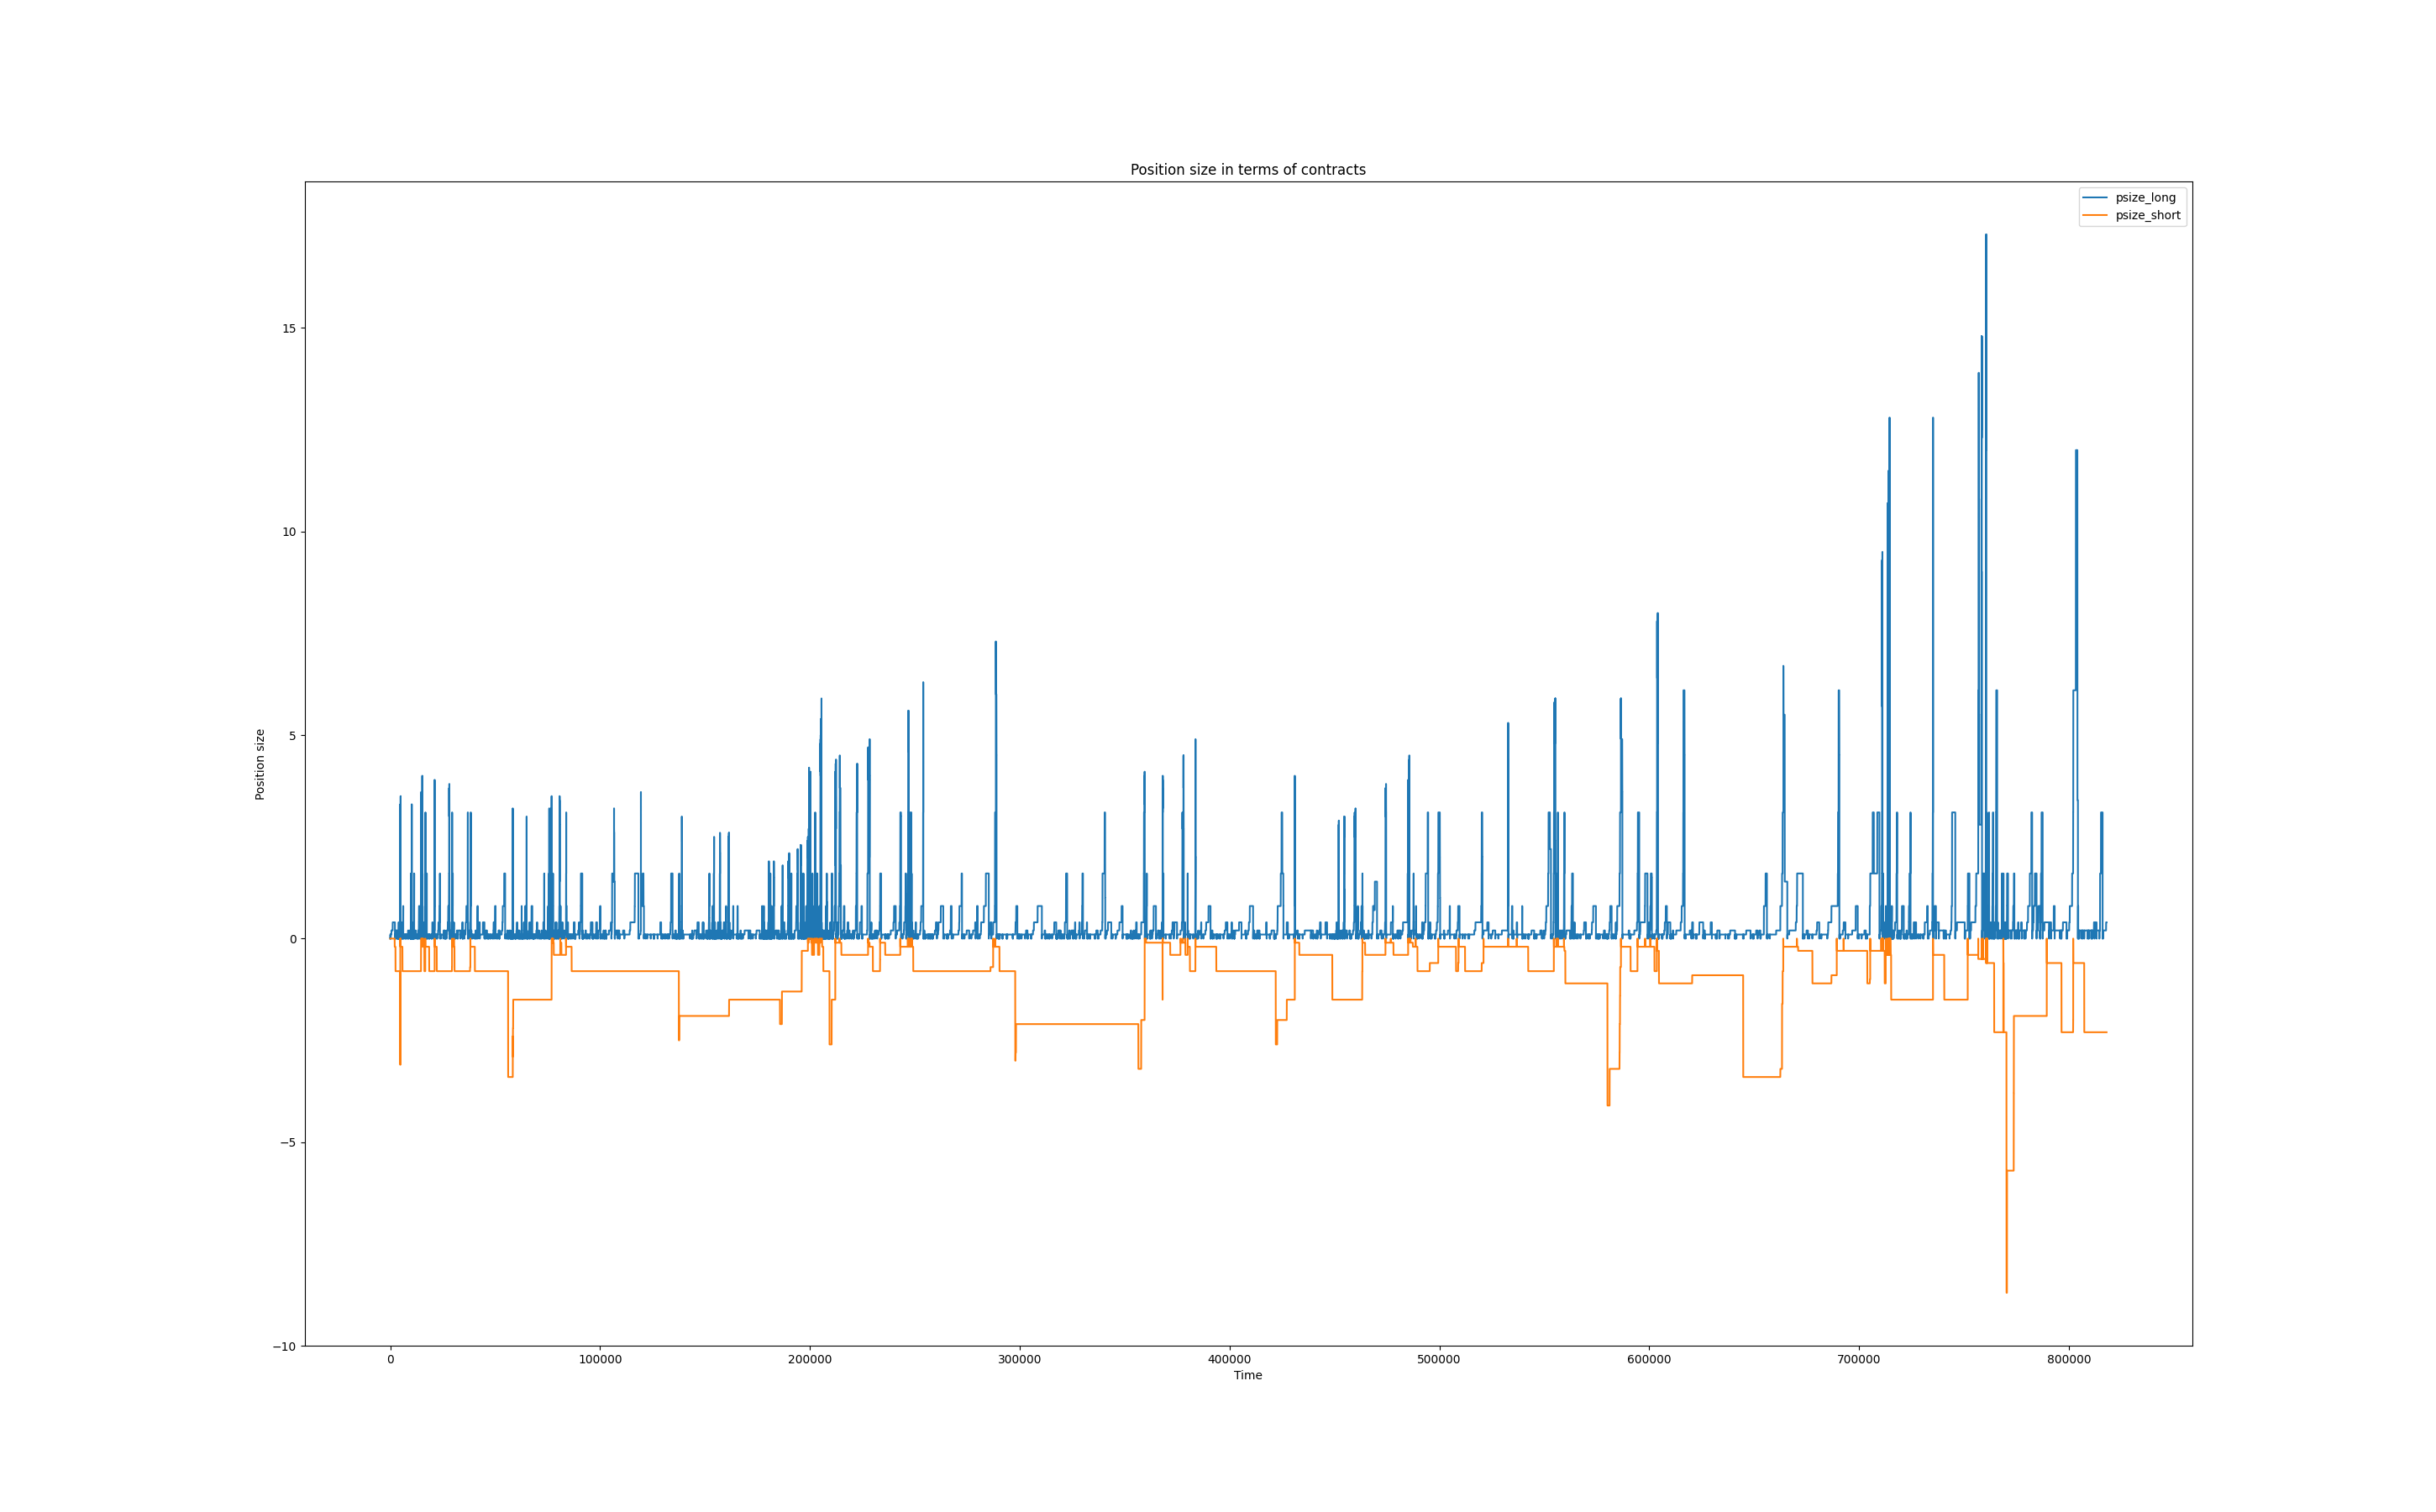 Position size in terms of contracts
psize_long
psize_short
Position size
15
10
5
0
−5
−10
0 100000 200000 300000 400000 500000 600000 700000 800000
Time